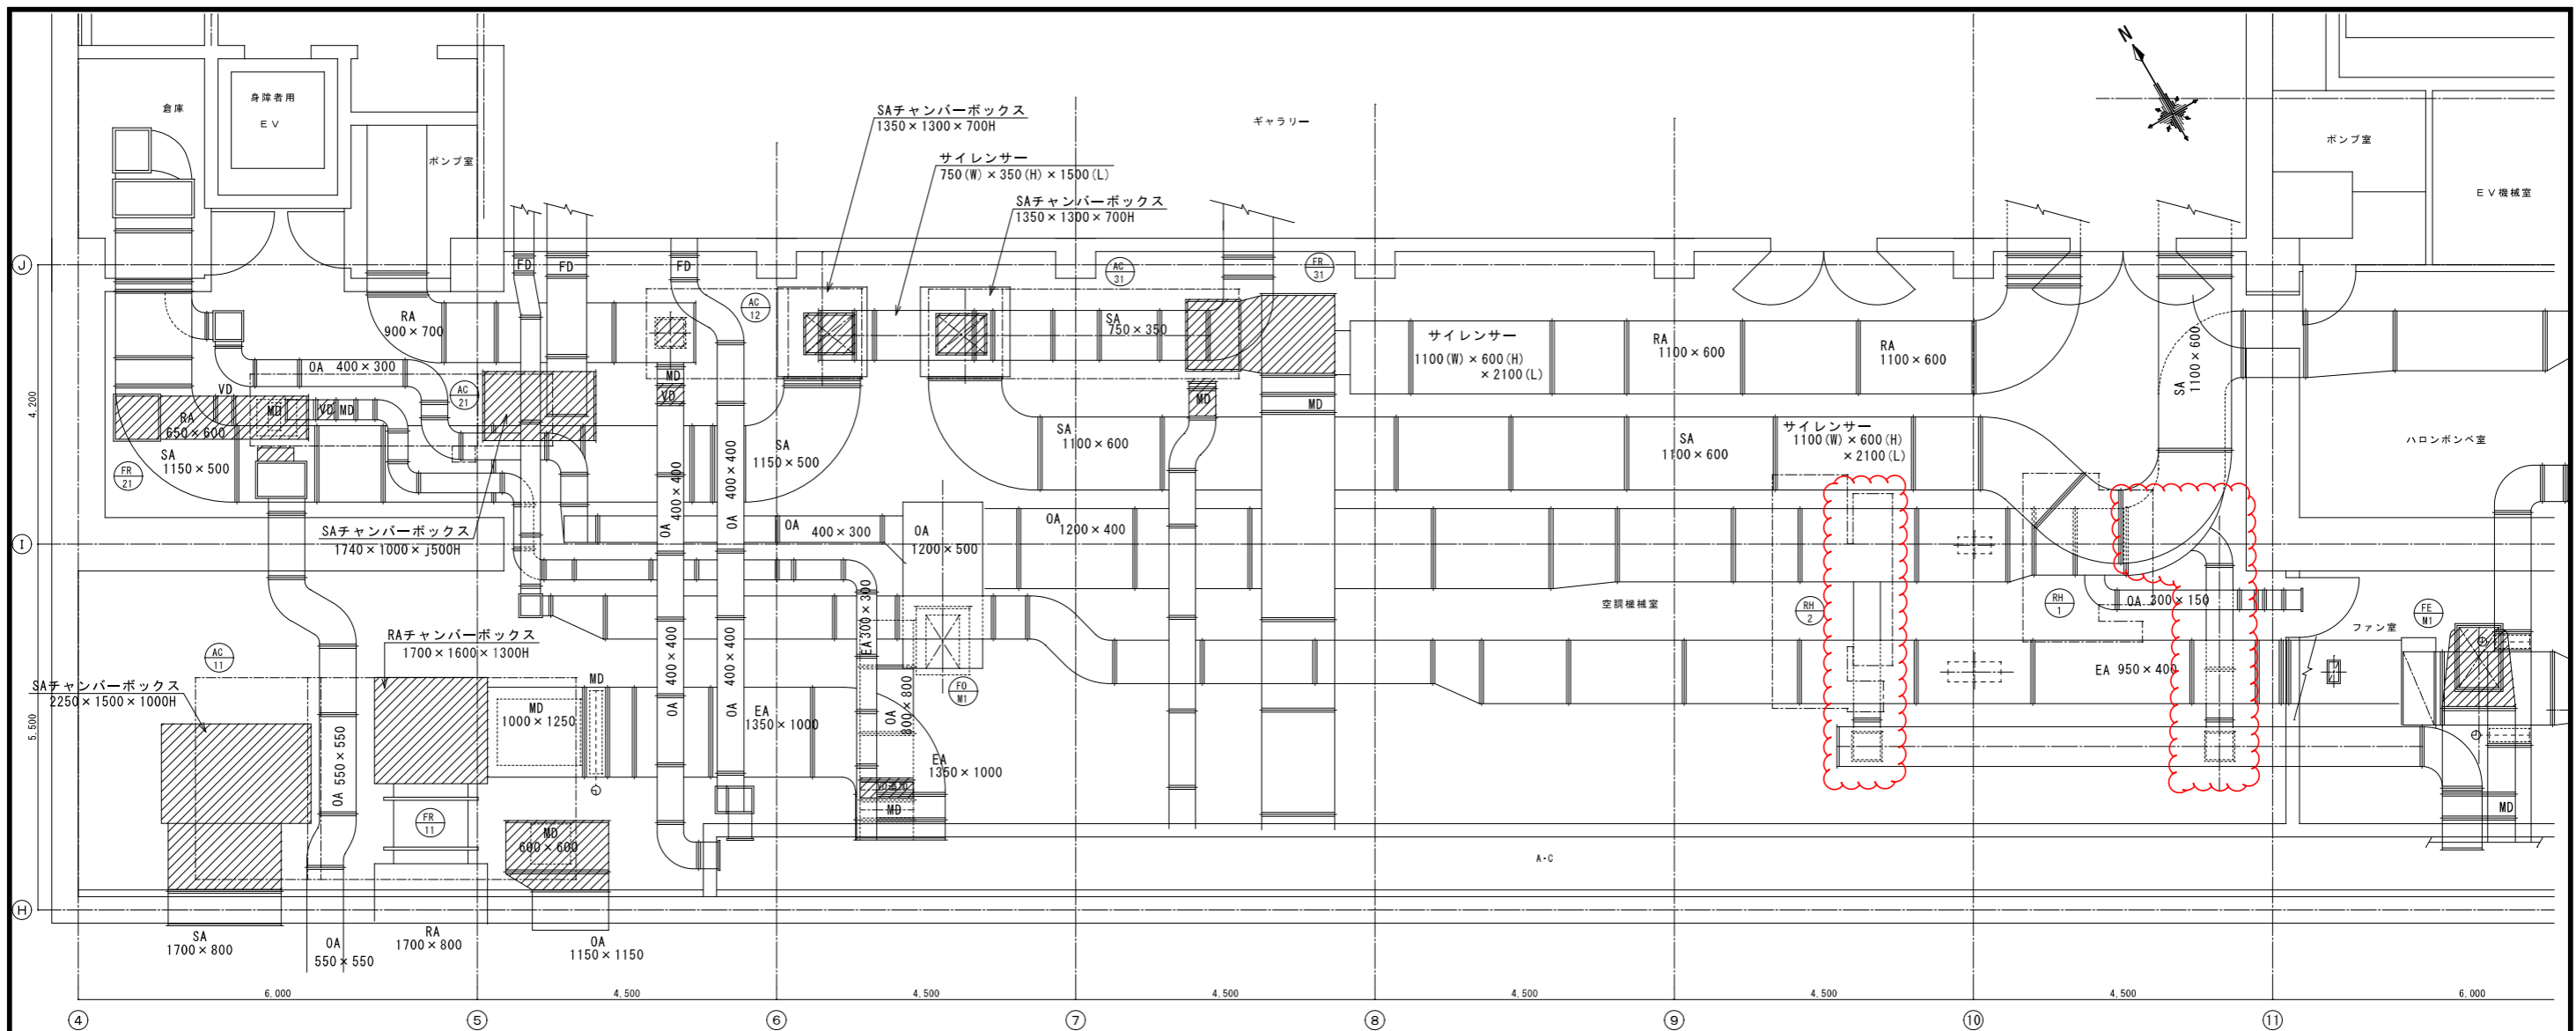 N
倉庫
身障者用
EV
ポンプ室
SAチャンバーボックス
1350×1300×700H
サイレンサー
750(W)×350(H)×1500(L)
SAチャンバーボックス
1350×1300×700H
ギャラリー
ポンプ室
EV機械室
J
FD
FD
FD
AC
12
AC
31
FR
31
RA
900×700
SA
750×350
サイレンサー
1100(W)×600(H)
×2100(L)
RA
1100×600
RA
1100×600
SA
1100×600
OA 400×300
VD
AC
21
MD
VD
MD
VD
MD
RA
650×600
MD
MD
4,200
SA
1150×500
FR
21
SA
1150×500
SA
1100×600
SA
1100×600
サイレンサー
1100(W)×600(H)
×2100(L)
ハロンボンベ室
OA
400×400
OA
400×400
SAチャンバーボックス
1740×1000×j500H
I
OA
400×300
OA
1200×500
OA
1200×400
EA300×300
空調機械室
RH
2
RH
1
OA 300×150
FE
M1
ファン室
AC
11
RAチャンバーボックス
1700×1600×1300H
OA
400×400
OA
400×400
SAチャンバーボックス
2250×1500×1000H
MD
MD
1000×1250
EA
1350×1000
OA
800×800
FO
M1
EA 950×400
5,500
OA 550×550
EA
1350×1000
FR
11
MD
600×600
MD
MD
A・C
H
SA
1700×800
OA
550×550
RA
1700×800
OA
1150×1150
6,000
4,500
4,500
4,500
4,500
4,500
4,500
6,000
4
5
6
7
8
9
10
11